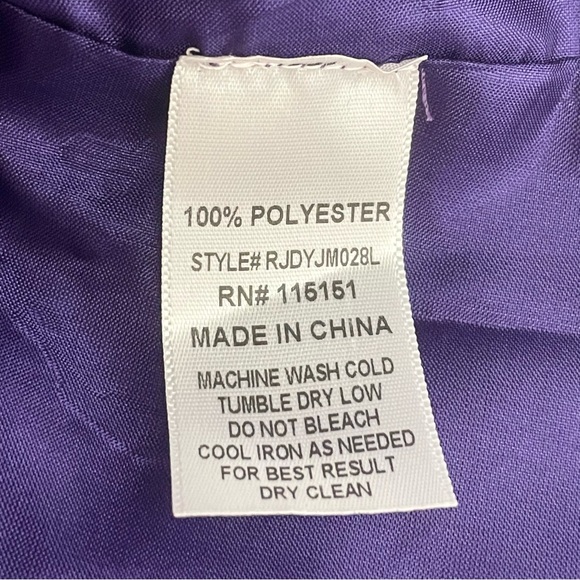 100% POLYESTER
STYLE# RJDYJM028L
RN# 115151
MADE IN CHINA
MACHINE WASH COLD
TUMBLE DRY LOW
DO NOT BLEACH
COOL IRON AS NEEDED
FOR BEST RESULT
DRY CLEAN